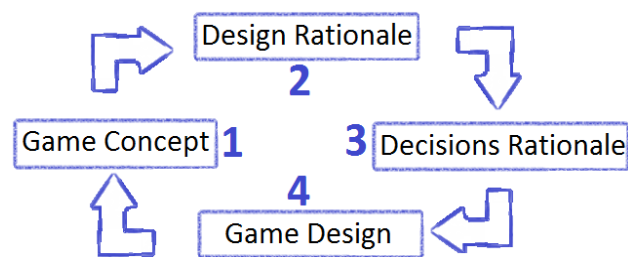 Design Rationale
2
Game Concept 1
3 Decisions Rationale
4
Game Design